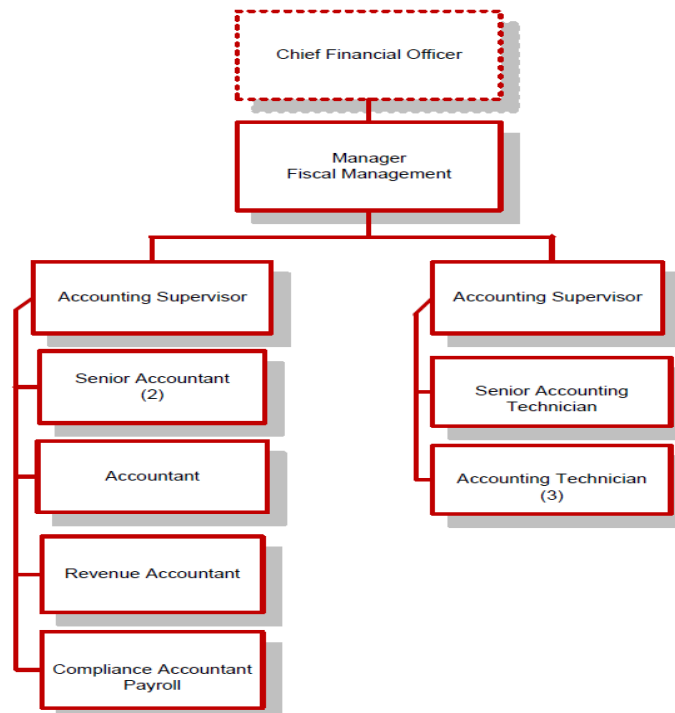 Chief Financial Officer
Manager
Fiscal Management
Accounting Supervisor
Senior Accountant
(2)
Accountant
Revenue Accountant
Compliance Accountant
Payroll
Accounting Supervisor
Senior Accounting
Technician
Accounting Technician
(3)